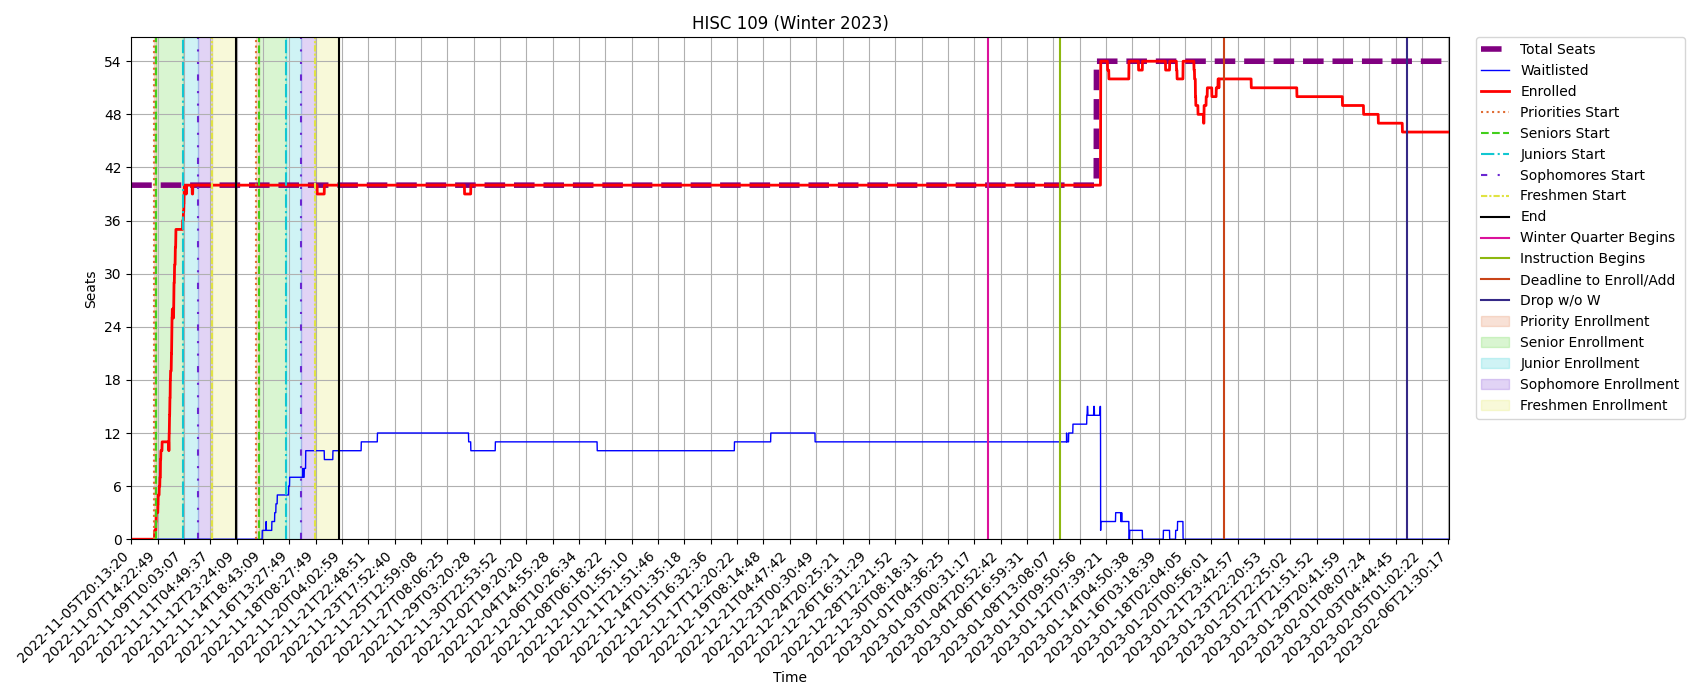 HISC 109 (Winter 2023)
Seats
54
48
42
36
30
24
18
12
6
0
2022-11-05T20:13:20
2022-11-07T14:22:49
2022-11-09T10:03:07
2022-11-11T04:49:37
2022-11-12T23:24:09
2022-11-14T18:43:09
2022-11-16T13:27:49
2022-11-18T08:27:49
2022-11-20T04:02:59
2022-11-21T22:48:51
2022-11-23T17:52:40
2022-11-25T12:59:08
2022-11-27T08:06:25
2022-11-29T03:20:28
2022-11-30T22:53:52
2022-12-02T19:20:20
2022-12-04T14:55:28
2022-12-06T10:26:34
2022-12-08T06:18:22
2022-12-10T01:55:10
2022-12-11T21:51:46
2022-12-14T01:35:18
2022-12-15T16:32:36
2022-12-17T12:20:22
2022-12-19T08:14:48
2022-12-21T04:47:42
2022-12-23T00:30:49
2022-12-24T20:25:21
2022-12-26T16:31:29
2022-12-28T12:21:52
2022-12-30T08:18:31
2023-01-01T04:36:25
2023-01-03T00:31:17
2023-01-04T20:52:42
2023-01-06T16:59:31
2023-01-08T13:08:07
2023-01-10T09:50:56
2023-01-12T07:39:21
2023-01-14T04:50:38
2023-01-16T03:18:39
2023-01-18T02:04:05
2023-01-20T00:56:01
2023-01-21T23:42:57
2023-01-23T22:20:53
2023-01-25T22:25:02
2023-01-27T21:51:52
2023-01-29T20:41:59
2023-02-01T08:07:24
2023-02-03T04:44:45
2023-02-05T01:02:22
2023-02-06T21:30:17
Time
Total Seats
Waitlisted
Enrolled
Priorities Start
Seniors Start
Juniors Start
Sophomores Start
Freshmen Start
End
Winter Quarter Begins
Instruction Begins
Deadline to Enroll/Add
Drop w/o W
Priority Enrollment
Senior Enrollment
Junior Enrollment
Sophomore Enrollment
Freshmen Enrollment